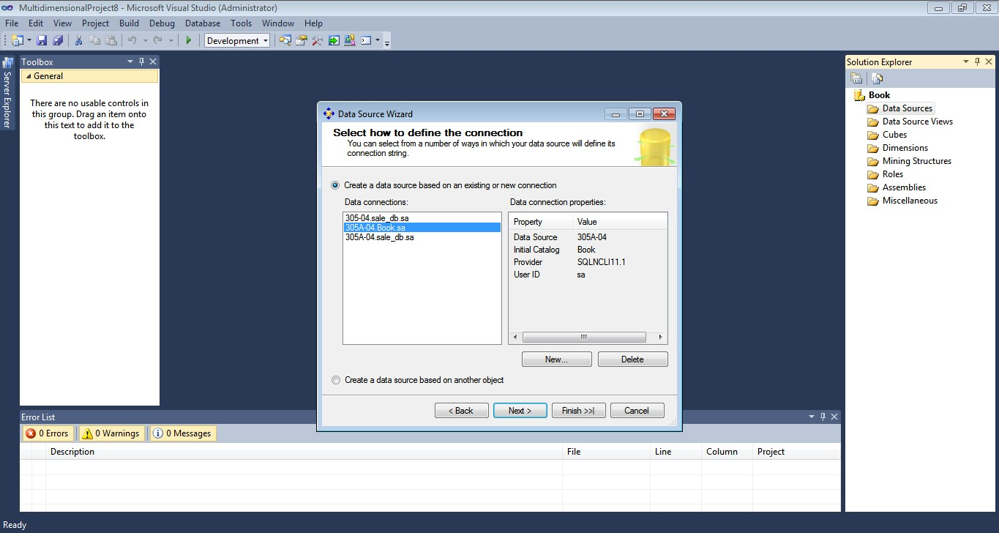 MultidimensionalProject8 - Microsoft Visual Studio (Administrator)
File Edit View Project Build Debug Database Tools Window Help
Development
Server Explorer
Toolbox
General
There are no usable controls in
this group. Drag an item onto
this text to add it to the
toolbox.
Data Source Wizard
Select how to define the connection
You can select from a number of ways in which your data source will define its
connection string.
Create a data source based on an existing or new connection
Data connections:
305-04.sale_db.sa
305A-04.Book.sa
305A-04.sale_db.sa
Data connection properties:
Property Value
Data Source 305A-04
Initial Catalog Book
Provider SQLNCLI11.1
User ID sa
New... Delete
Create a data source based on another object
< Back Next > Finish >>| Cancel
Solution Explorer
Book
Data Sources
Data Source Views
Cubes
Dimensions
Mining Structures
Roles
Assemblies
Miscellaneous
Error List
0 Errors 0 Warnings 0 Messages
Description File Line Column Project
Ready